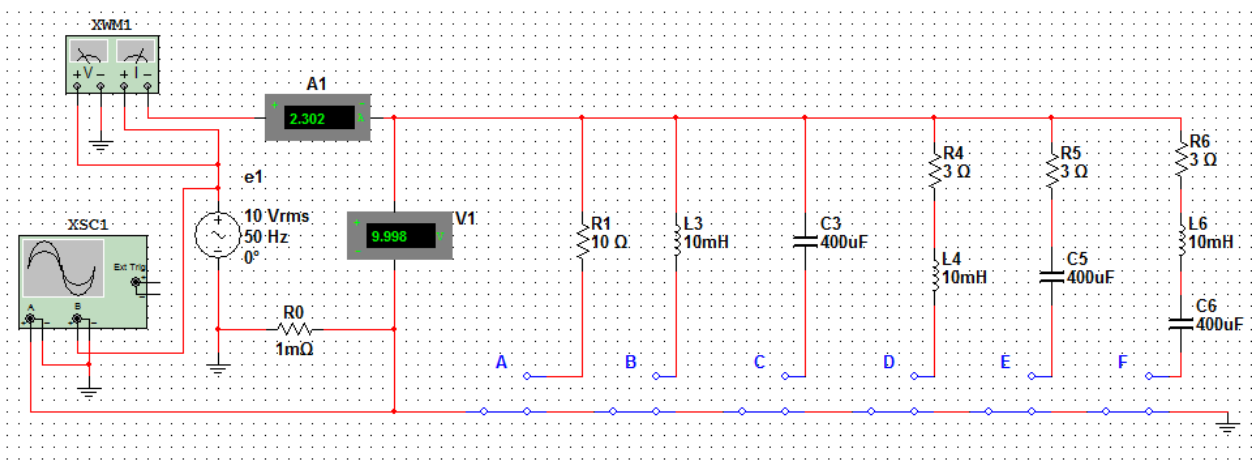 XWM1
V
I
A1
2.302
A
XSC1
Ext Trig
A
B
e1
10 Vrms
50 Hz
0°
V1
9.998
V
R0
1mΩ
R1
10 Ω
L3
10mH
C3
400uF
R4
3 Ω
L4
10mH
R5
3 Ω
C5
400uF
R6
3 Ω
L6
10mH
C6
400uF
A
B
C
D
E
F